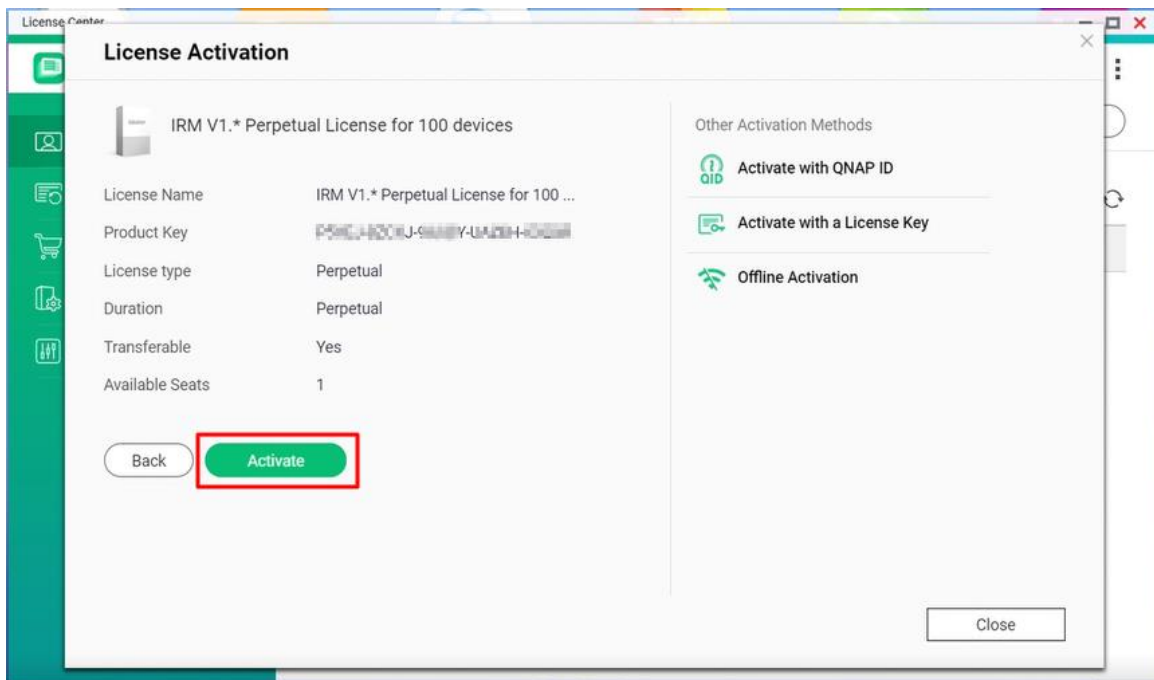 License Center
License Activation
IRM V1.* Perpetual License for 100 devices
License Name IRM V1.* Perpetual License for 100 ...
Product Key
License type Perpetual
Duration Perpetual
Transferable Yes
Available Seats 1
Back Activate
Other Activation Methods
QID
Activate with QNAP ID
Activate with a License Key
Offline Activation
Close